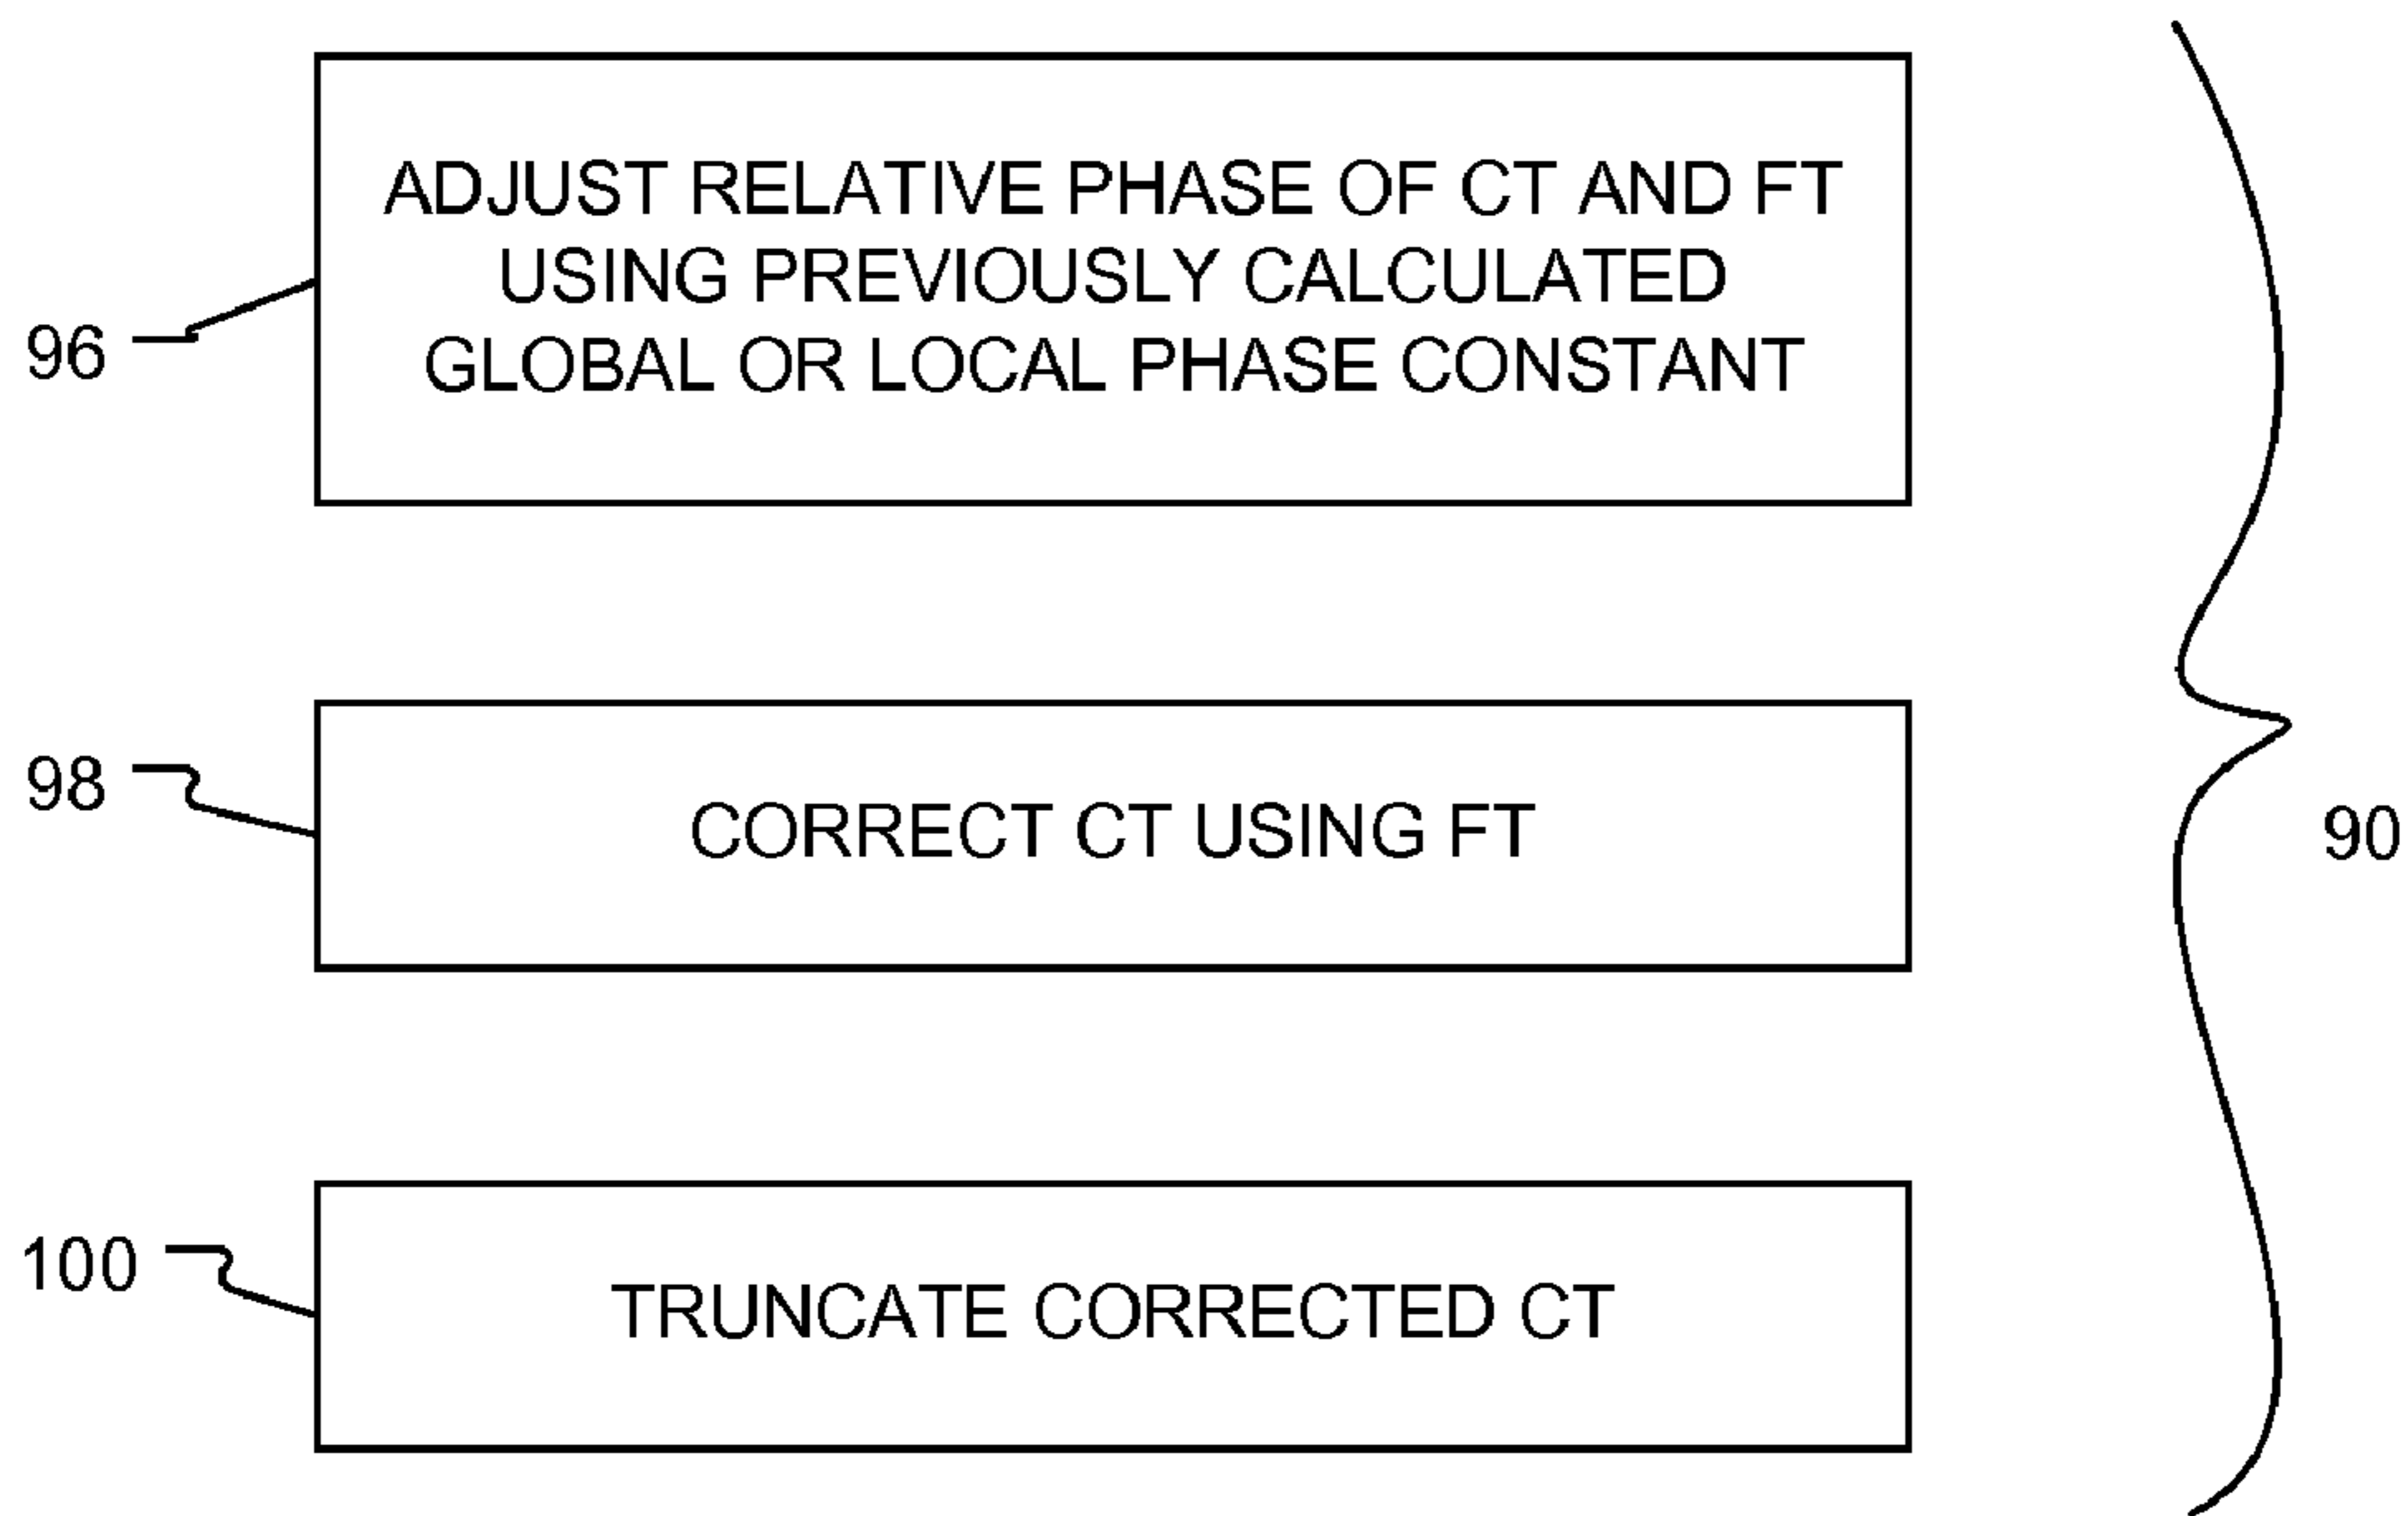 ADJUST RELATIVE PHASE OF CT AND FT
USING PREVIOUSLY CALCULATED
GLOBAL OR LOCAL PHASE CONSTANT
96
98
CORRECT CT USING FT
90
100
TRUNCATE CORRECTED CT